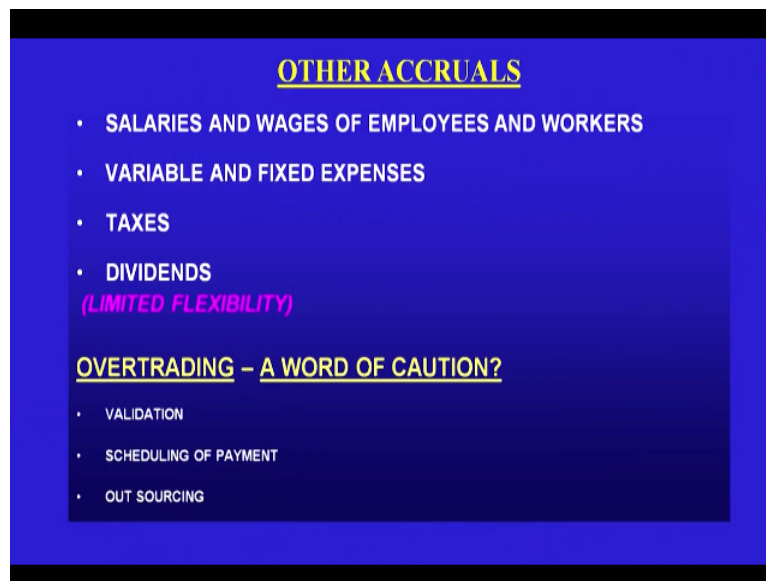 OTHER ACCRUALS
• SALARIES AND WAGES OF EMPLOYEES AND WORKERS
• VARIABLE AND FIXED EXPENSES
• TAXES
• DIVIDENDS
(LIMITED FLEXIBILITY)
OVERTRADING – A WORD OF CAUTION?
• VALIDATION
• SCHEDULING OF PAYMENT
• OUT SOURCING